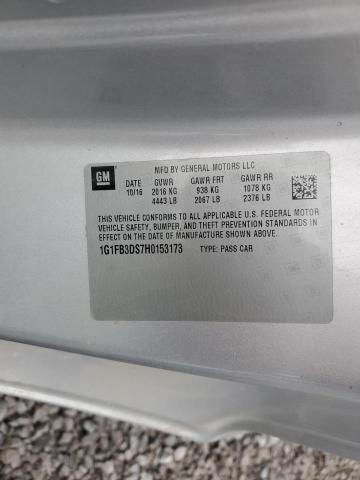 GM
MFD BY GENERAL MOTORS LLC
DATE GVWR GAWR FRT GAWR RR
10/16 2016 KG 938 KG 1078 KG
4443 LB 2067 LB 2376 LB
THIS VEHICLE CONFORMS TO ALL APPLICABLE U.S. FEDERAL MOTOR
VEHICLE SAFETY, BUMPER, AND THEFT PREVENTION STANDARDS
IN EFFECT ON THE DATE OF MANUFACTURE SHOWN ABOVE.
1G1FB3DS7H0153173 TYPE: PASS CAR